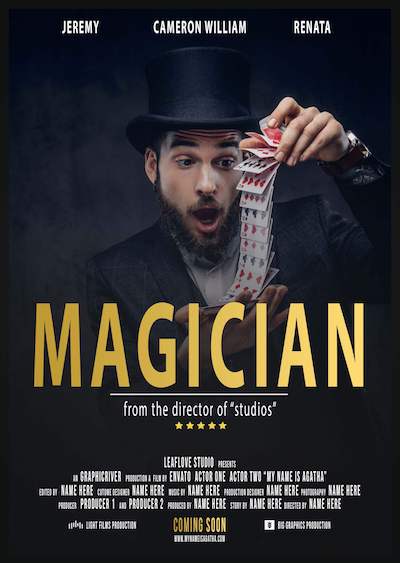 JEREMY CAMERON WILLIAM RENATA
MAGICIAN
from the director of "studios"
LEAFLOVE STUDIO PRESENTS
AN GRAPHICRIVER PRODUCTION A FILM BY ENVATO ACTOR ONE ACTOR TWO "MY NAME IS AGATHA"
EDITED BY NAME HERE CUTOME DESIGNER NAME HERE MUSIC BY NAME HERE PRODUCTION DESIGNER NAME HERE PHOTOGRAPHY NAME HERE
PRODUCER PRODUCER 1 AND PRODUCER 2 PRODUCED BY NAME HERE STORY BY NAME HERE DIRECTED BY NAME HERE
LIGHT FILMS PRODUCTION COMING SOON BIG GRAPHICS PRODUCTION
WWW.MYNAMEISAGATHA.COM